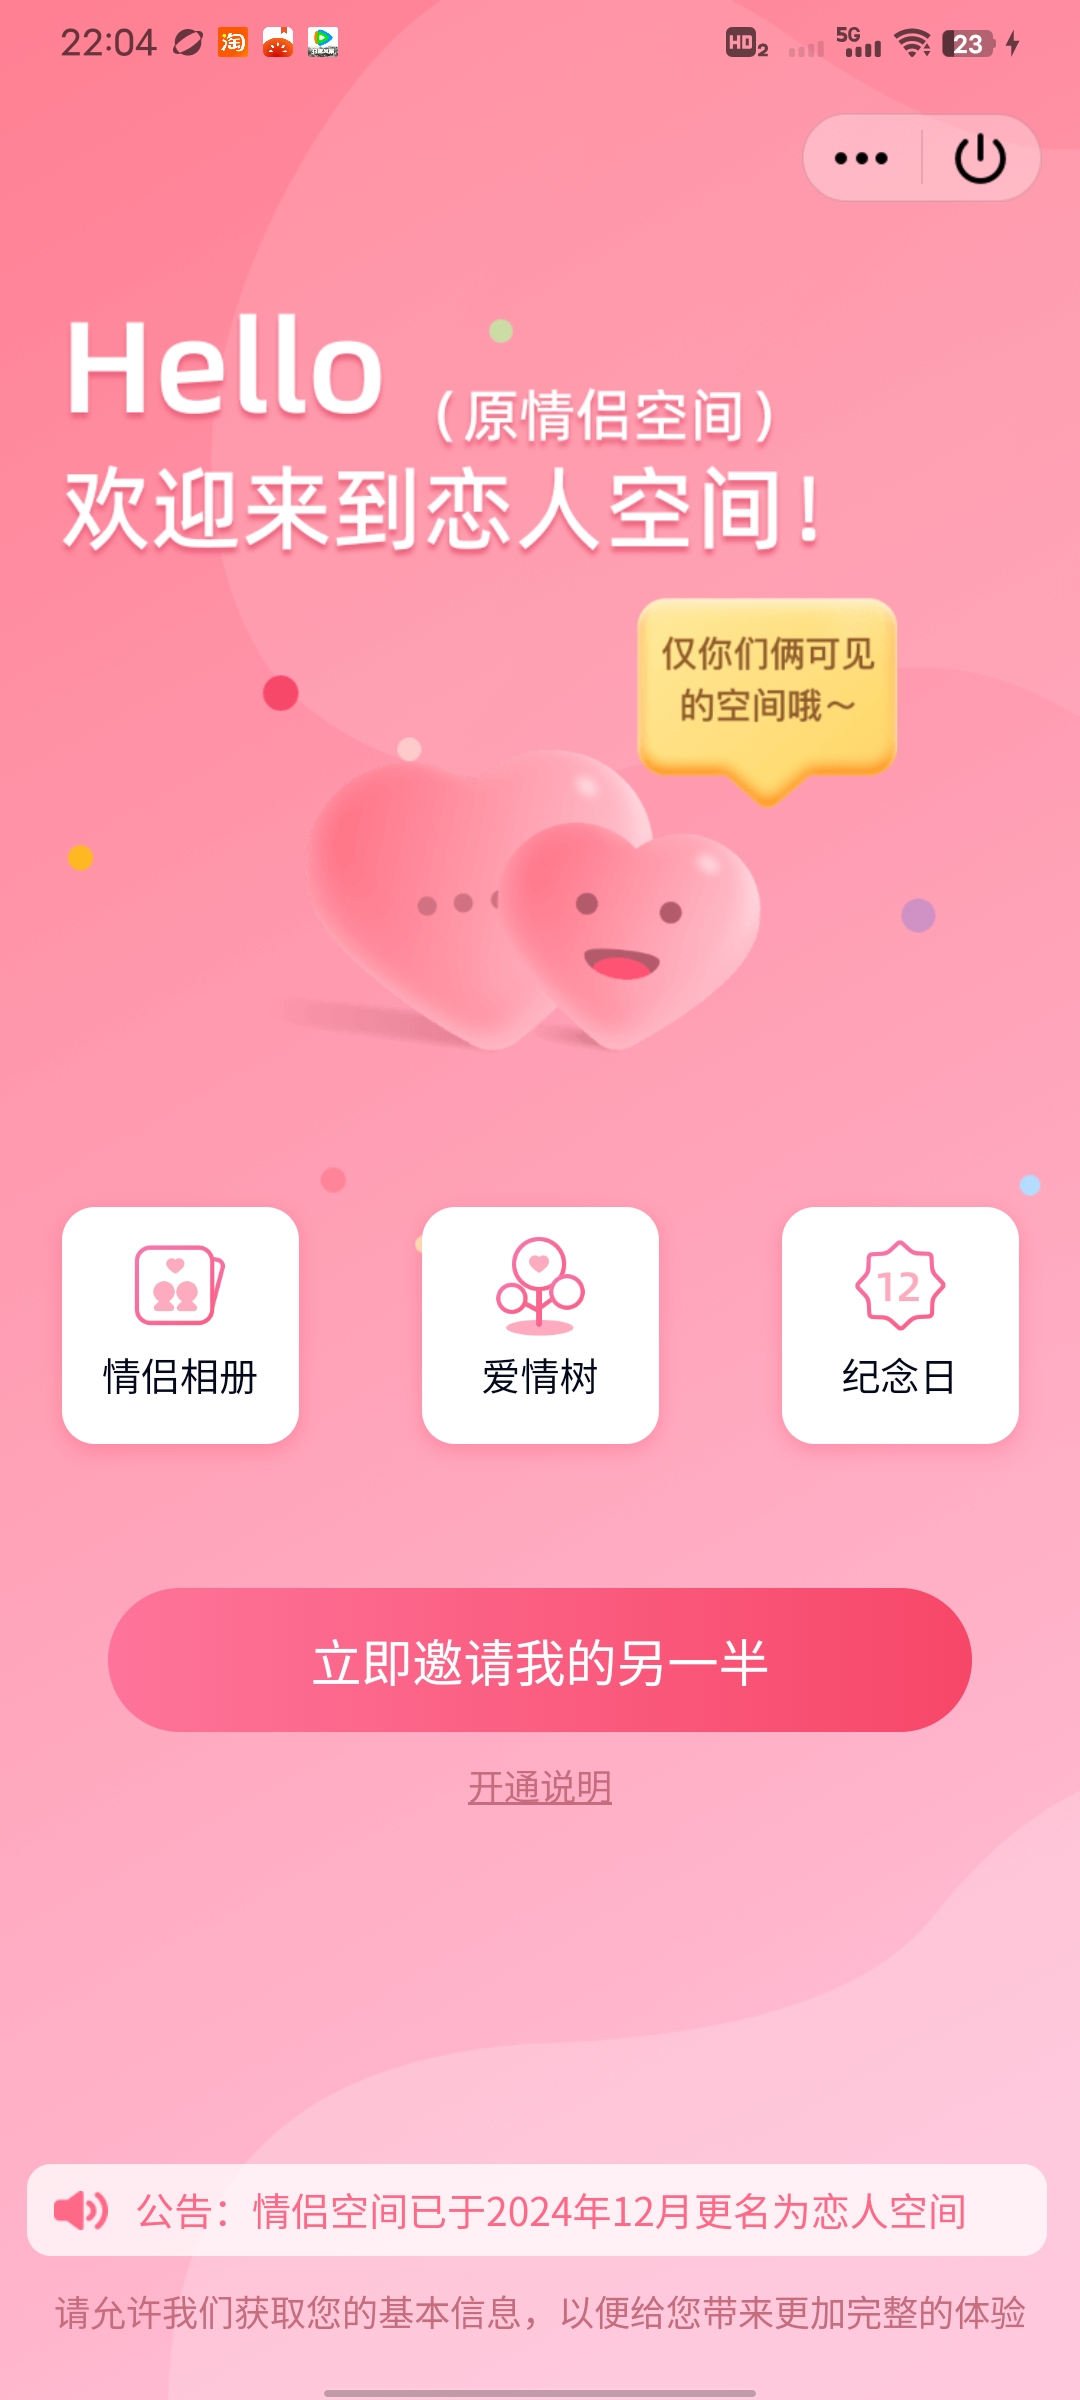 22:04
淘
HD2
5G
23
Hello
（原情侣空间）
欢迎来到恋人空间！
仅你们俩可见
的空间哦～
情侣相册
爱情树
12
纪念日
立即邀请我的另一半
开通说明
公告：情侣空间已于2024年12月更名为恋人空间
请允许我们获取您的基本信息，以便给您带来更加完整的体验